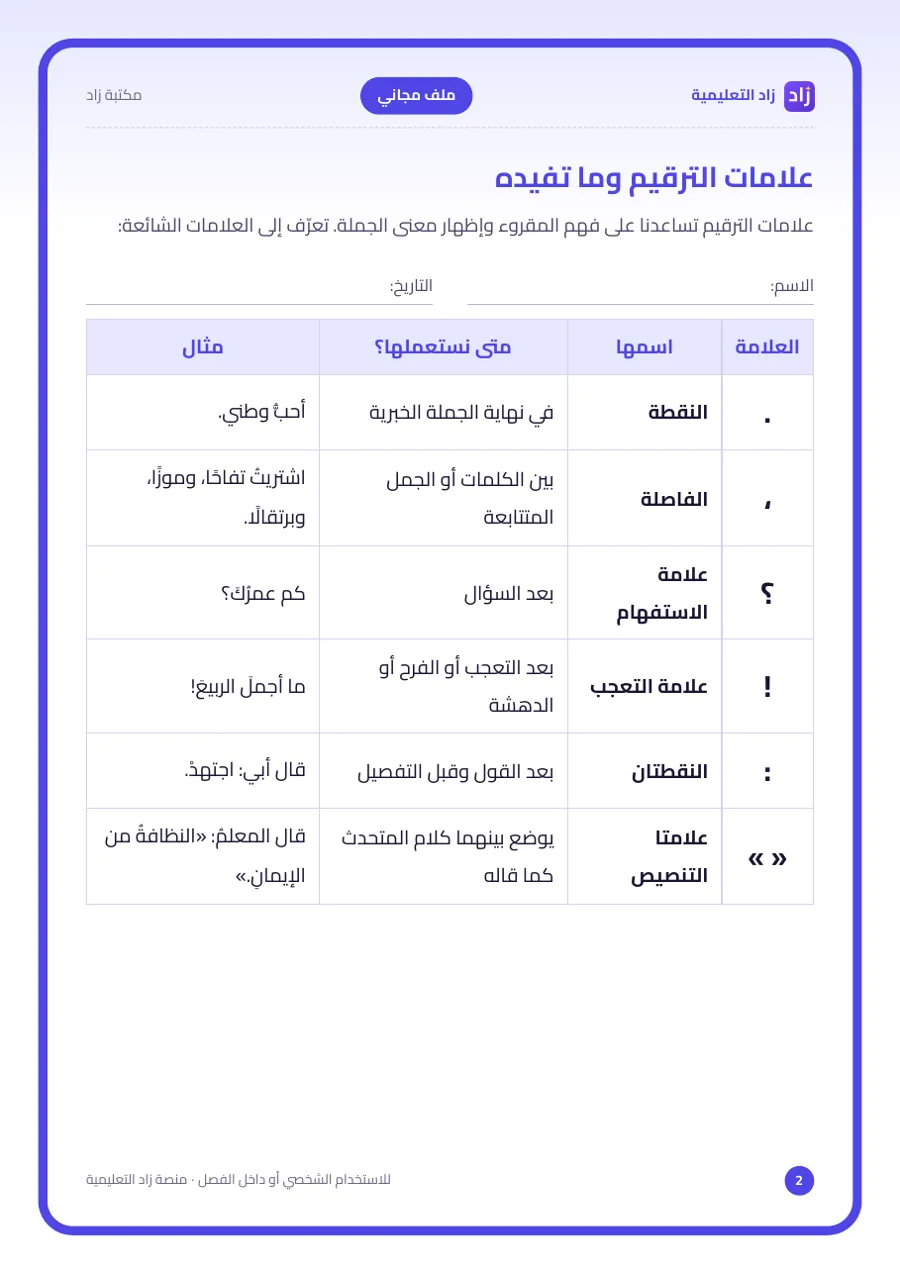 زاد
زاد التعليمية
ملف مجاني
مكتبة زاد
علامات الترقيم وما تفيده
علامات الترقيم تساعدنا على فهم المقروء وإظهار معنى الجملة. تعرّف إلى العلامات الشائعة:
الاسم:
التاريخ:
العلامة اسمها متى نستعملها؟ مثال
. النقطة في نهاية الجملة الخبرية أحبُّ وطني.
، الفاصلة بين الكلمات أو الجمل
المتتابعة
اشتريتُ تفاحًا، وموزًا،
وبرتقالًا.
؟ علامة
الاستفهام
بعد السؤال كم عمرُكَ؟
! علامة التعجب بعد التعجب أو الفرح أو
الدهشة
ما أجملَ الربيعَ!
: النقطتان بعد القول وقبل التفصيل قال أبي: اجتهدْ.
« » علامتا
التنصيص
يوضع بينهما كلام المتحدث
كما قاله
قال المعلمُ: «النظافةُ من
الإيمانِ.»
2
للاستخدام الشخصي أو داخل الفصل · منصة زاد التعليمية